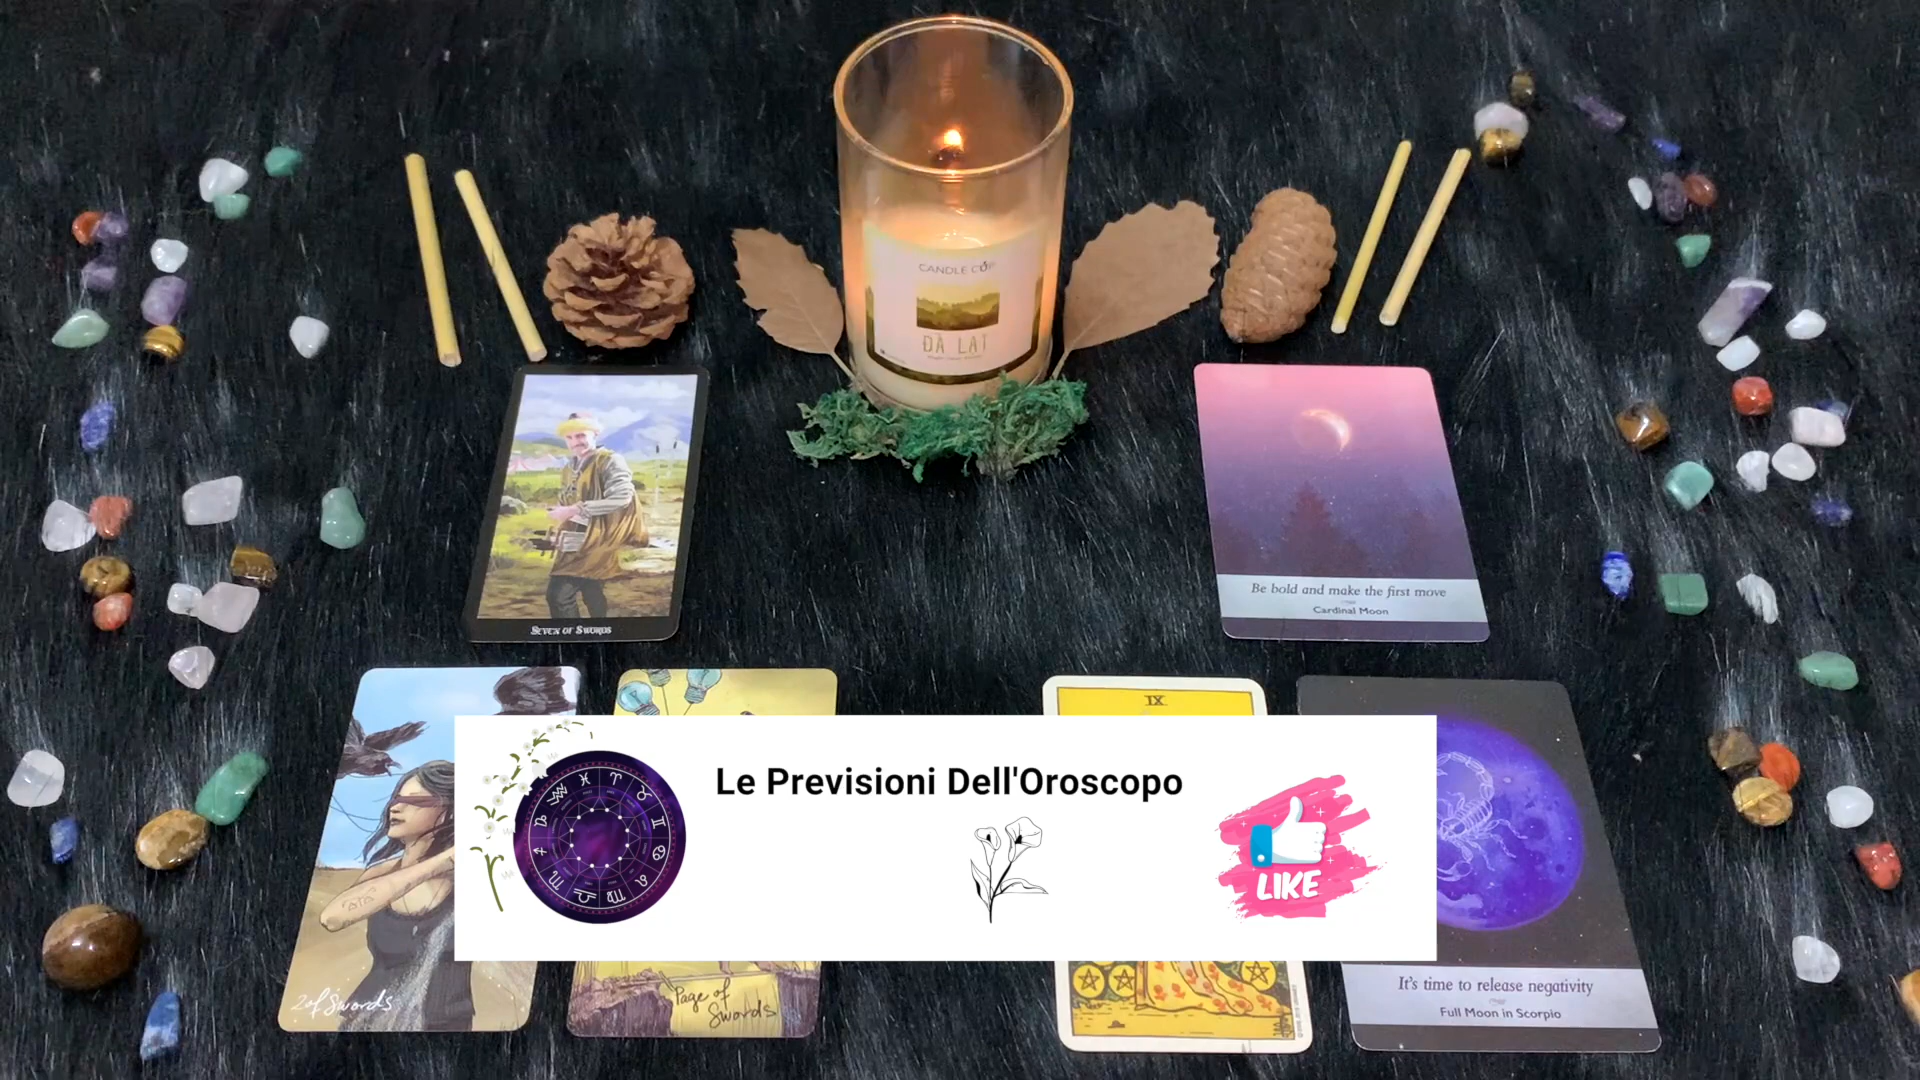 CANDLE CUP
ĐÀ LẠT
SEVEN OF SWORDS
Be bold and make the first move
Cardinal Moon
IX
Le Previsioni Dell'Oroscopo
LIKE
2 of Swords
Page of
Swords
It's time to release negativity
Full Moon in Scorpio